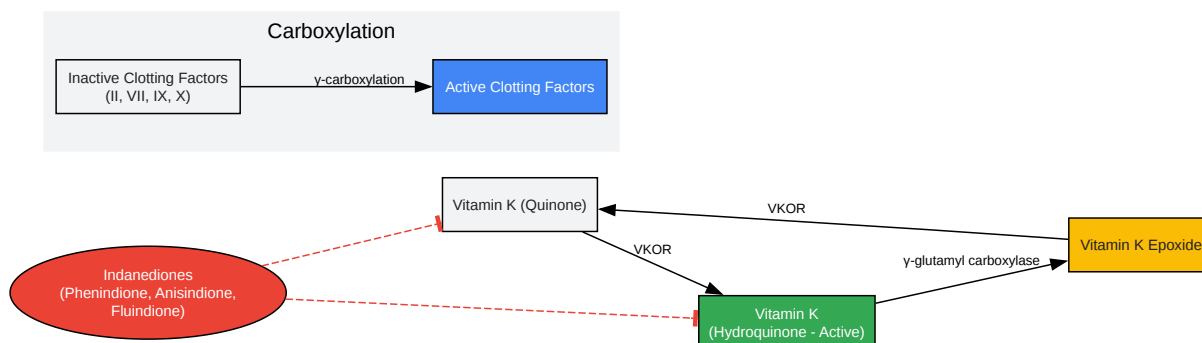 Carboxylation
Inactive Clotting Factors
(II, VII, IX, X)
γ-carboxylation
Active Clotting Factors
Vitamin K (Quinone)
VKOR
VKOR
Vitamin K Epoxide
γ-glutamyl carboxylase
Indanediones
(Phenindione, Anisindione,
Fluindione)
Vitamin K
(Hydroquinone - Active)